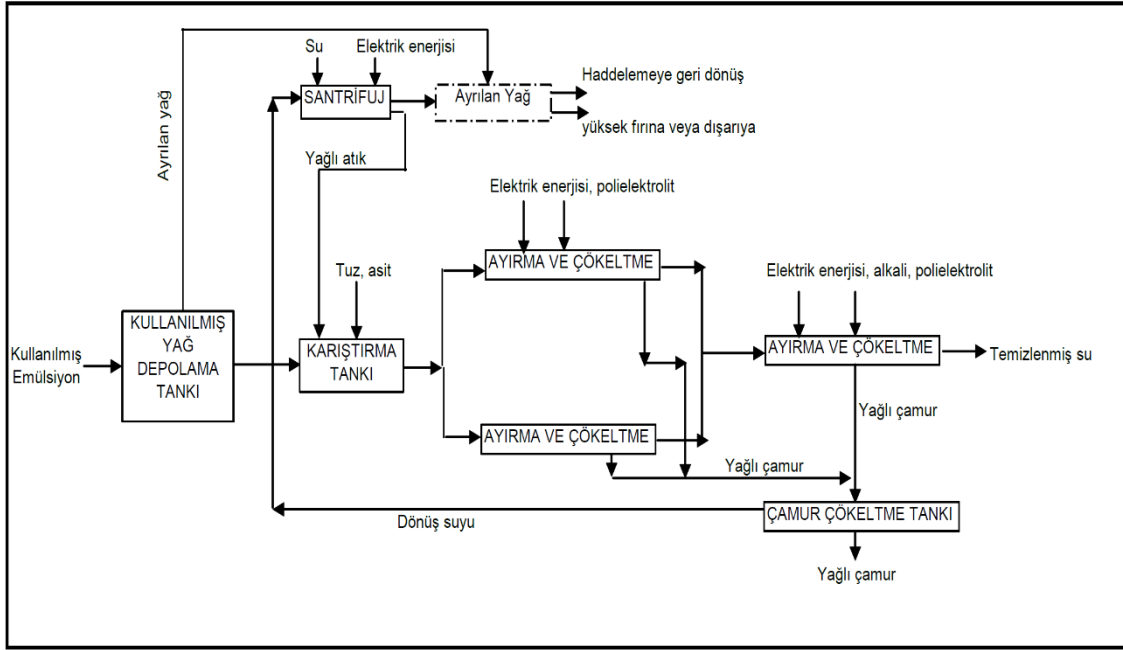 Su
Elektrik enerjisi
SANTRİFUJ
Ayrılan Yağ
Haddelemeye geri dönüş
yüksek fırına veya dışarıya
Ayrılan yağ
Yağlı atık
Elektrik enerjisi, polielektrolit
AYIRMA VE ÇÖKELTME
Tuz, asit
Elektrik enerjisi, alkali, polielektrolit
Kullanılmış
Emülsiyon
KULLANILMIŞ
YAĞ
DEPOLAMA
TANKI
KARIŞTIRMA
TANKI
AYIRMA VE ÇÖKELTME
Temizlenmiş su
Yağlı çamur
AYIRMA VE ÇÖKELTME
Yağlı çamur
Dönüş suyu
ÇAMUR ÇÖKELTME TANKI
Yağlı çamur